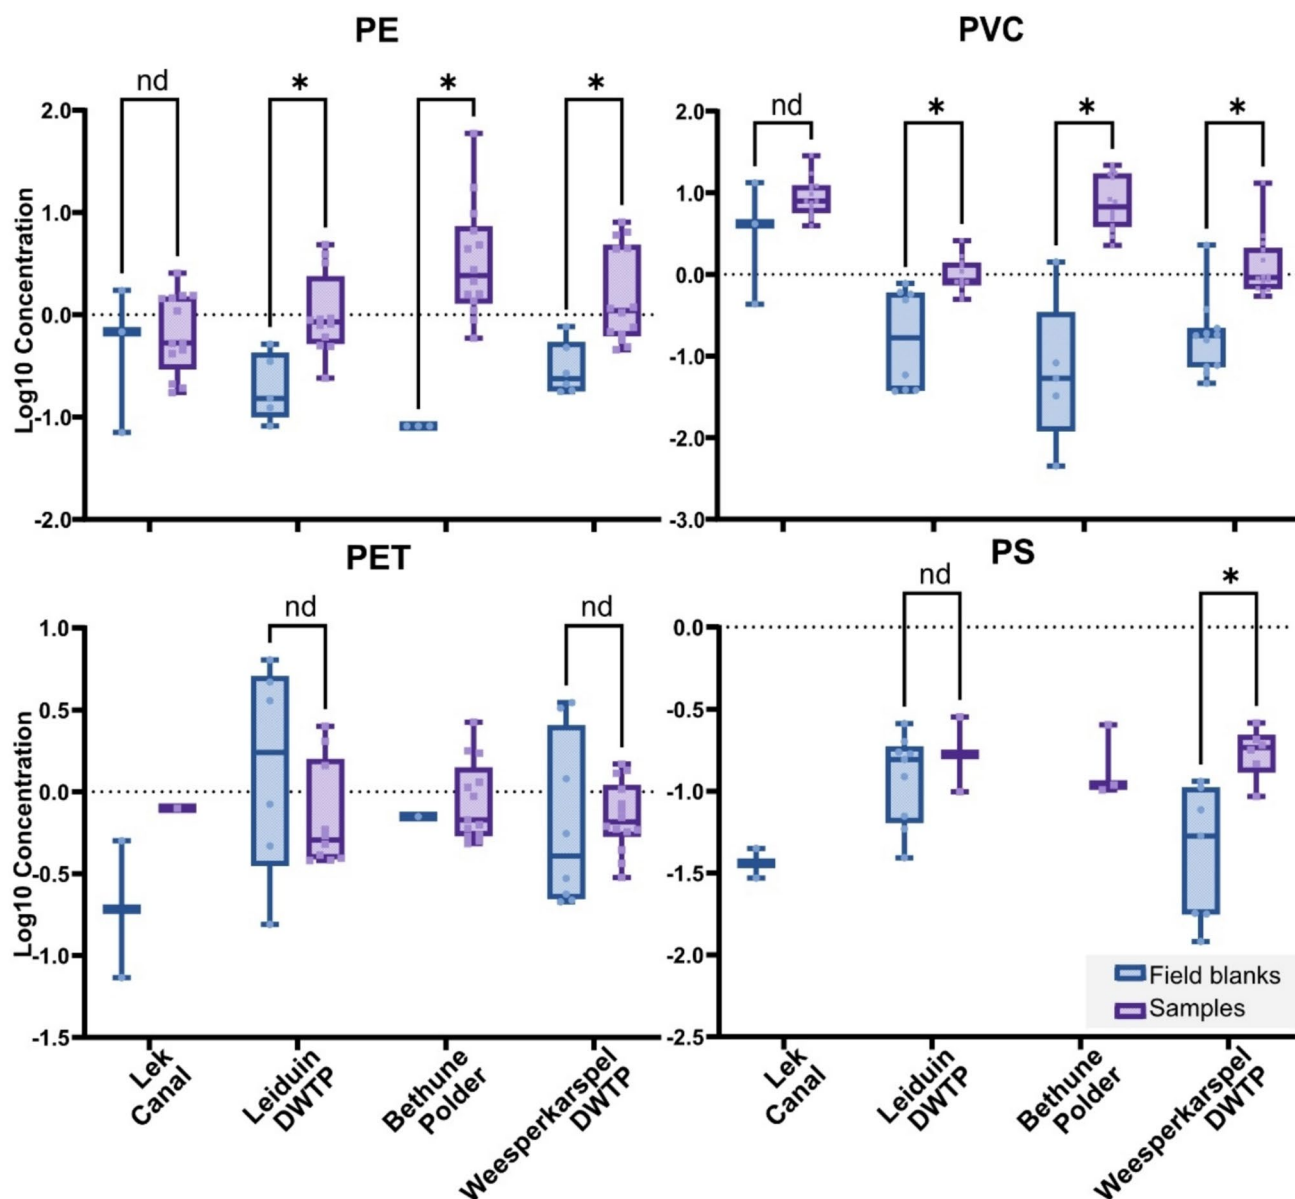 PE
nd * * *
2.0
1.0
0.0
-1.0
-2.0
Log10 Concentration
PVC
nd * * *
2.0
1.0
0.0
-1.0
-2.0
-3.0
PET
nd nd
1.0
0.5
0.0
-0.5
-1.0
-1.5
Log10 Concentration
Lek
Canal
Leiduin
DWTP
Bethune
Polder
Weesperkarspel
DWTP
PS
nd *
0.0
-0.5
-1.0
-1.5
-2.0
-2.5
Field blanks
Samples
Lek
Canal
Leiduin
DWTP
Bethune
Polder
Weesperkarspel
DWTP